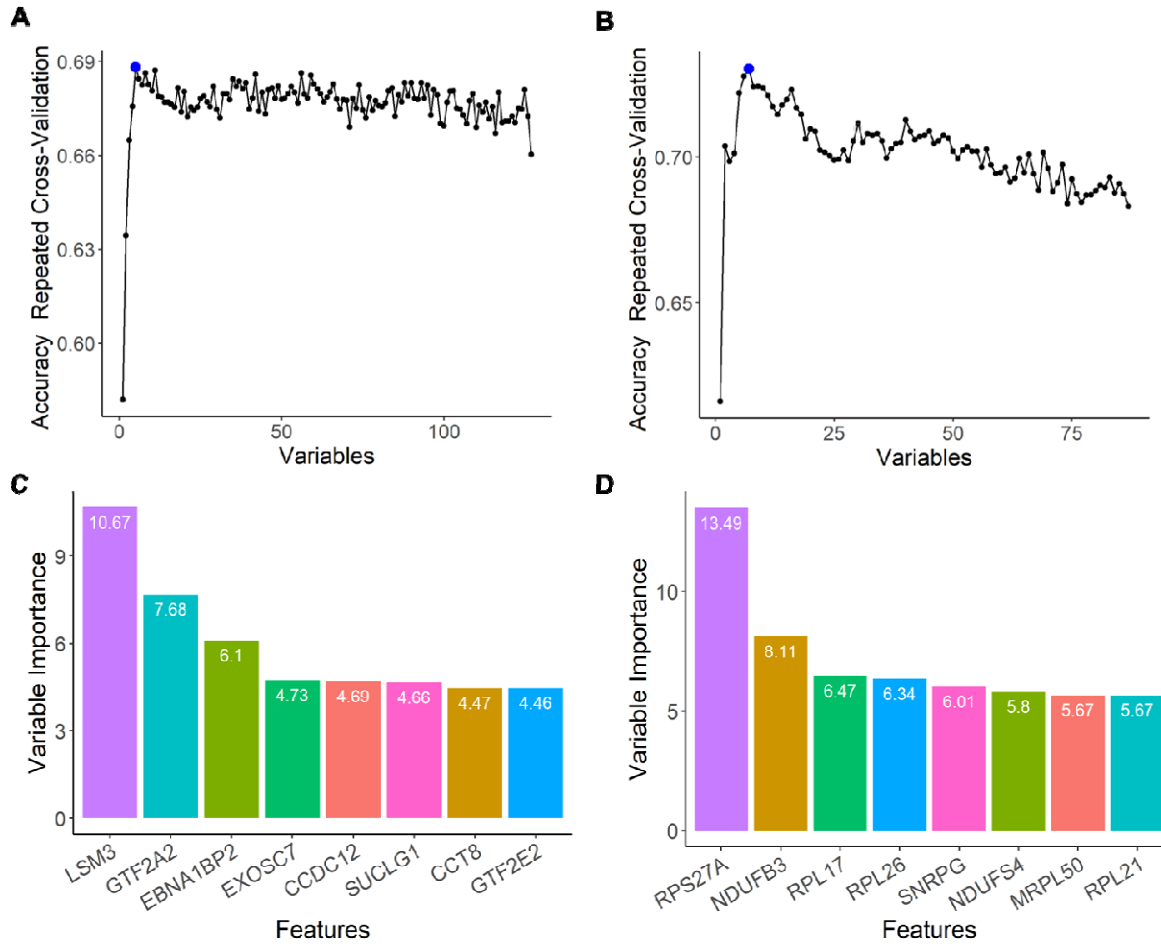 A
Accuracy Repeated Cross-Validation
0.69
0.66
0.63
0.60
0 50 100
Variables
B
Accuracy Repeated Cross-Validation
0.70
0.65
0 25 50 75
Variables
C
Variable Importance
9
6
3
0
10.67
7.68
6.1
4.73
4.69
4.66
4.47
4.46
LSM3
GTF2A2
EBNA1BP2
EXOSC7
CCDC12
SUCLG1
CCT8
GTF2E2
Features
D
Variable Importance
10
5
0
13.49
8.11
6.47
6.34
6.01
5.8
5.67
5.67
RPS27A
NDUFB3
RPL17
RPL26
SNRPG
NDUFS4
MRPL50
RPL21
Features